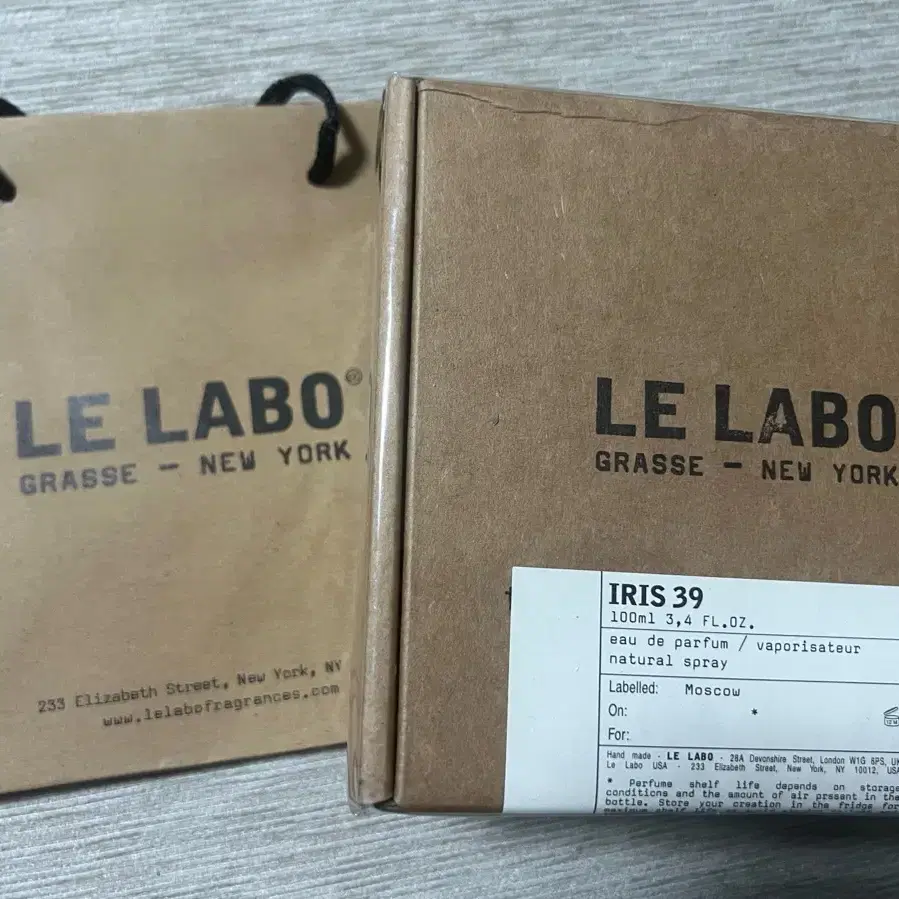 LE LABO®
GRASSE — NEW YORK
233 Elizabeth Street, New York, NY
www.lelabofragrances.com
LE LABO
GRASSE — NEW YORK
IRIS 39
100ml 3,4 FL.OZ.
eau de parfum / vaporisateur
natural spray
Labelled: Moscow
On: *
For:
Hand made - LE LABO - 28A Devonshire Street, London W1G 6PS, UK
Le Labo USA - 233 Elizabeth Street, New York, NY 10012, USA
* Perfume shelf life depends on storage
conditions and the amount of air present in the
bottle. Store your creation in the fridge for